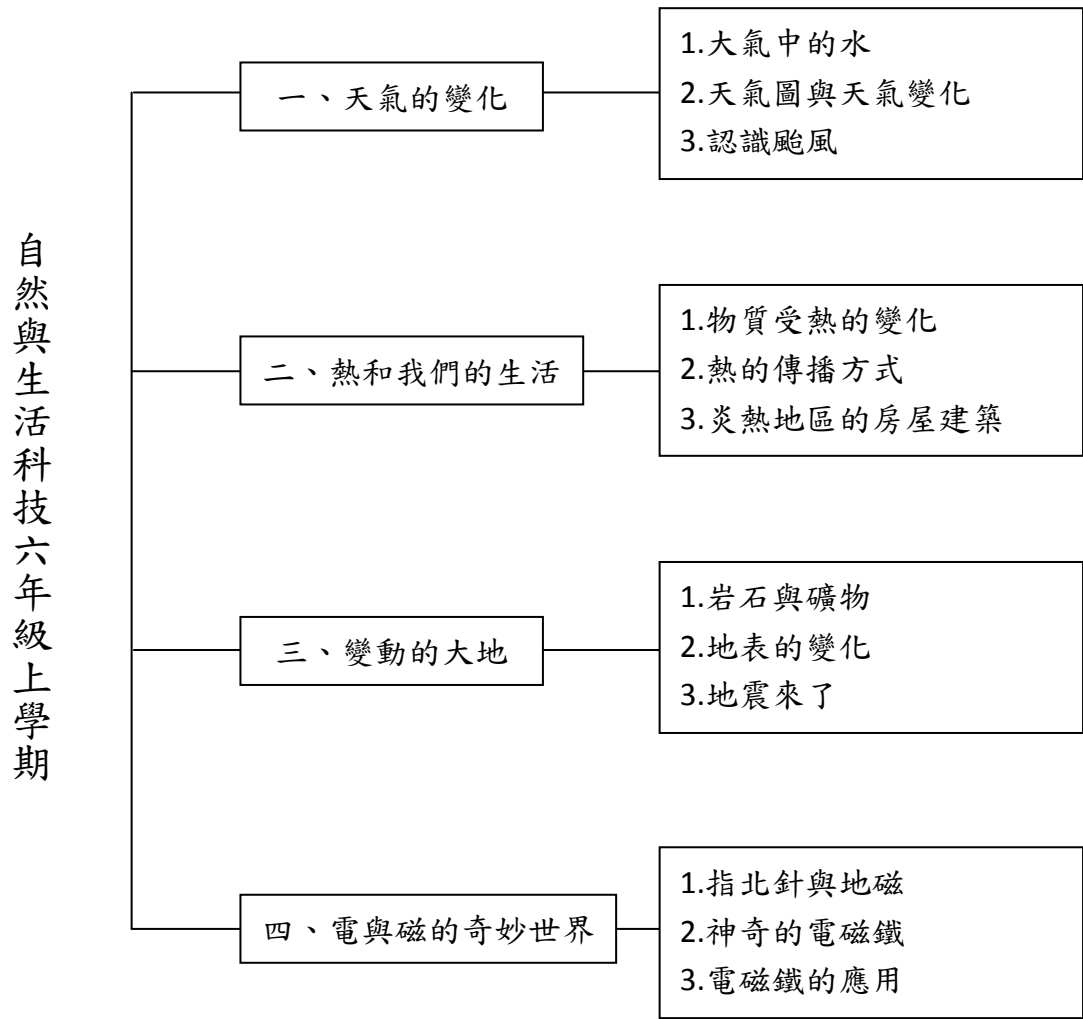 自然與生活科技六年級上學期
一、天氣的變化
1.大氣中的水
2.天氣圖與天氣變化
3.認識颱風
二、熱和我們的生活
1.物質受熱的變化
2.熱的傳播方式
3.炎熱地區的房屋建築
三、變動的大地
1.岩石與礦物
2.地表的變化
3.地震來了
四、電與磁的奇妙世界
1.指北針與地磁
2.神奇的電磁鐵
3.電磁鐵的應用